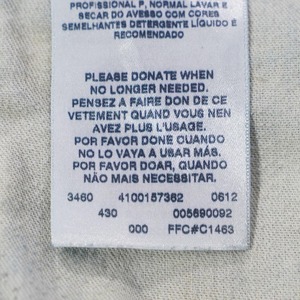 PROFISSIONAL P, NORMAL LAVAR E
SECAR DO AVESSO COM CORES
SEMELHANTES DETERGENTE LÍQUIDO É
RECOMENDADO
PLEASE DONATE WHEN
NO LONGER NEEDED.
PENSEZ A FAIRE DON DE CE
VETEMENT QUAND VOUS NEN
AVEZ PLUS L'USAGE.
POR FAVOR DONE CUANDO
NO LO VAYA A USAR MÁS.
POR FAVOR DOAR, QUANDO
NÃO MAIS NECESSITAR.
3460 4100157362 0612
430 005690092
000 FFC#C1463